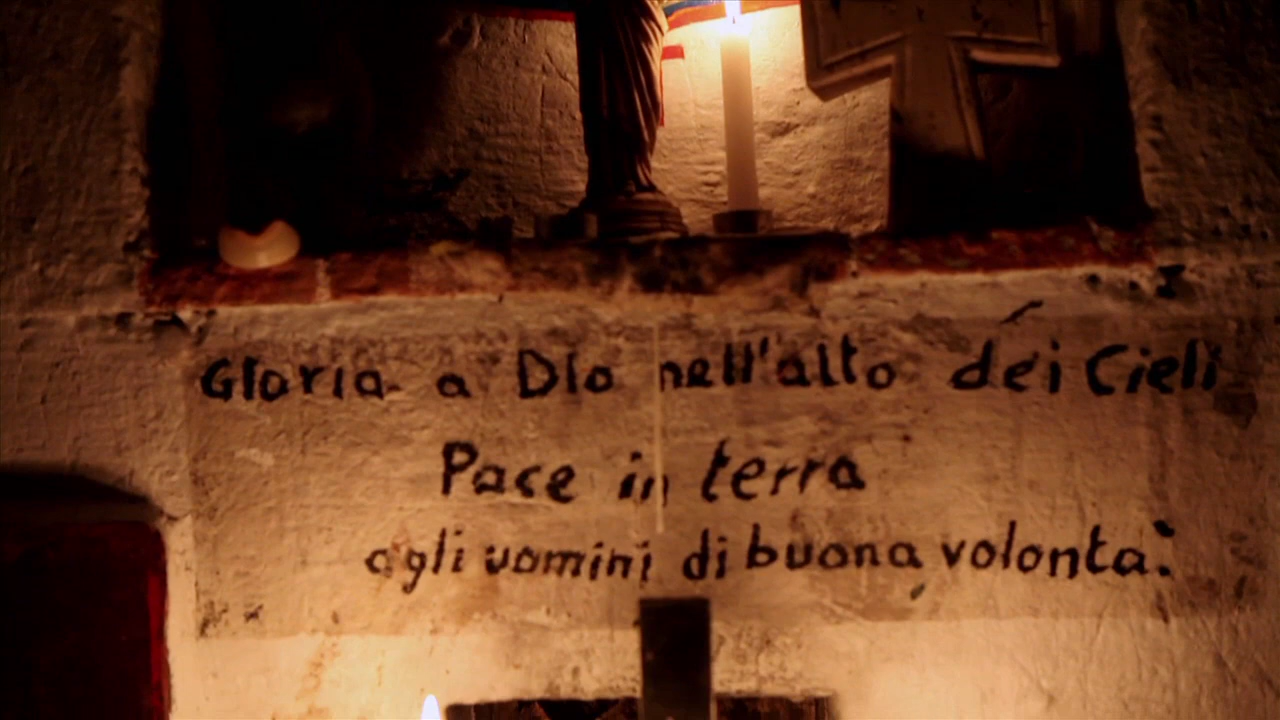 Gloria a DIo nell'alto dei Cieli
Pace in terra
agli uomini di buona volontà.